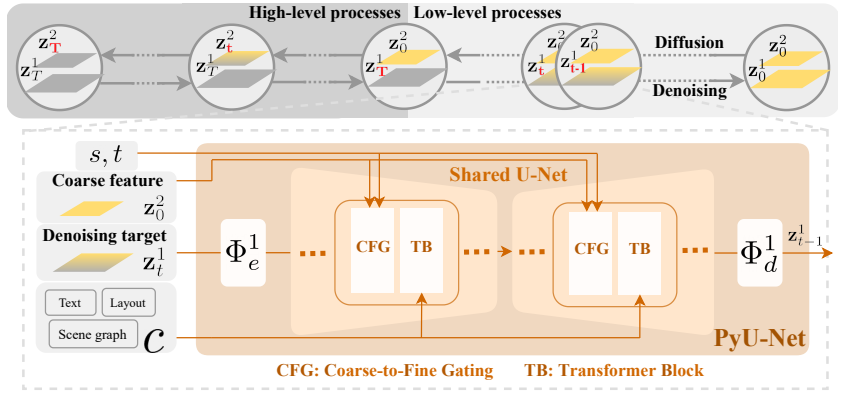 High-level processes Low-level processes
z_T^2 z_t^2 z_0^2 z_0^2 z_0^2 Diffusion z_0^2
z_T^1 z_T^1 z_T^1 z_t^1 z_{t-1}^1 Denoising z_0^1
s, t
Coarse feature
z_0^2
Denoising target
z_t^1
Text Layout
Scene graph c
Shared U-Net
Φ_e^1 ... CFG TB ... ... CFG TB ... Φ_d^1 z_{t-1}^1
PyU-Net
CFG: Coarse-to-Fine Gating TB: Transformer Block